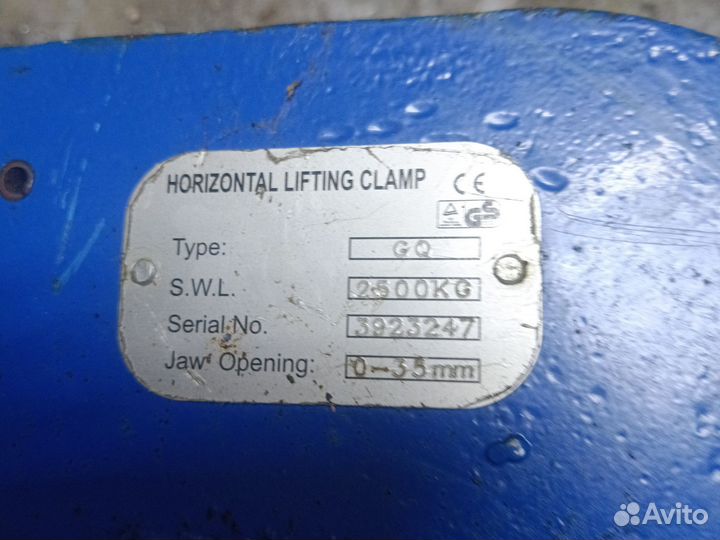 HORIZONTAL LIFTING CLAMP CE
GS
Type: GQ
S.W.L. 2500KG
Serial No. 3923247
Jaw Opening: 0-35mm
Avito